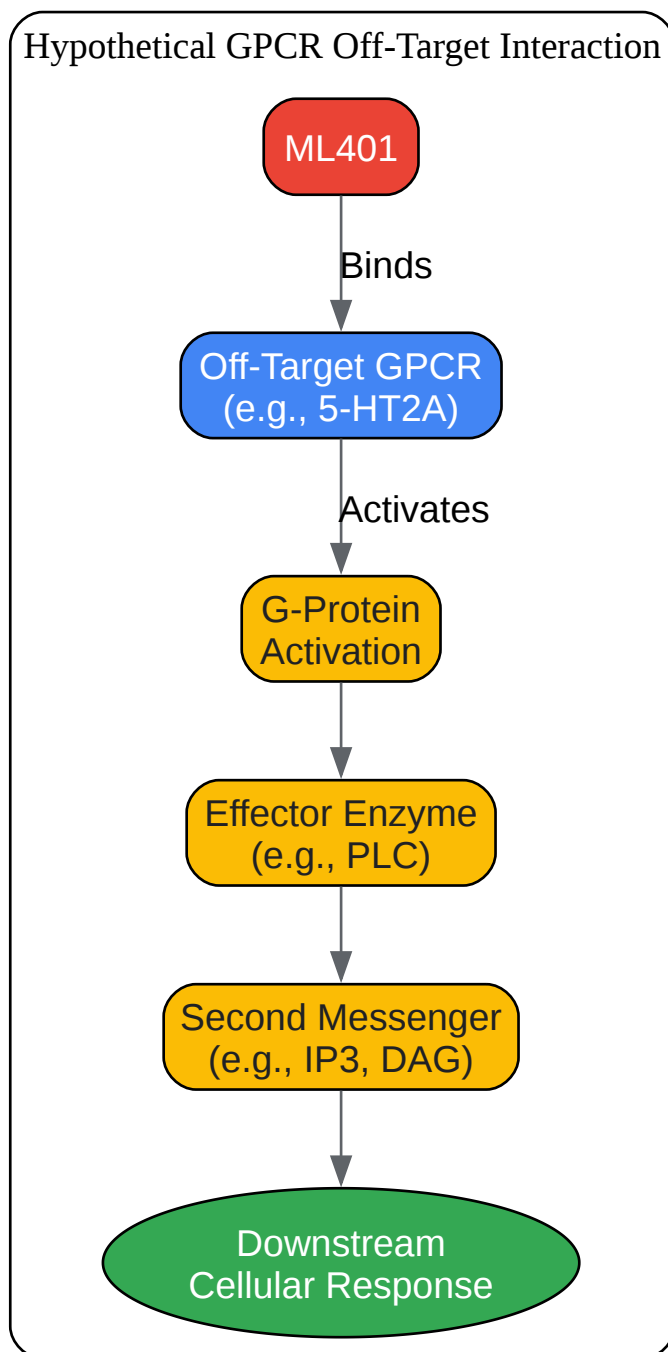 Hypothetical GPCR Off-Target Interaction
ML401
Binds
Off-Target GPCR
(e.g., 5-HT2A)
Activates
G-Protein
Activation
Effector Enzyme
(e.g., PLC)
Second Messenger
(e.g., IP3, DAG)
Downstream
Cellular Response